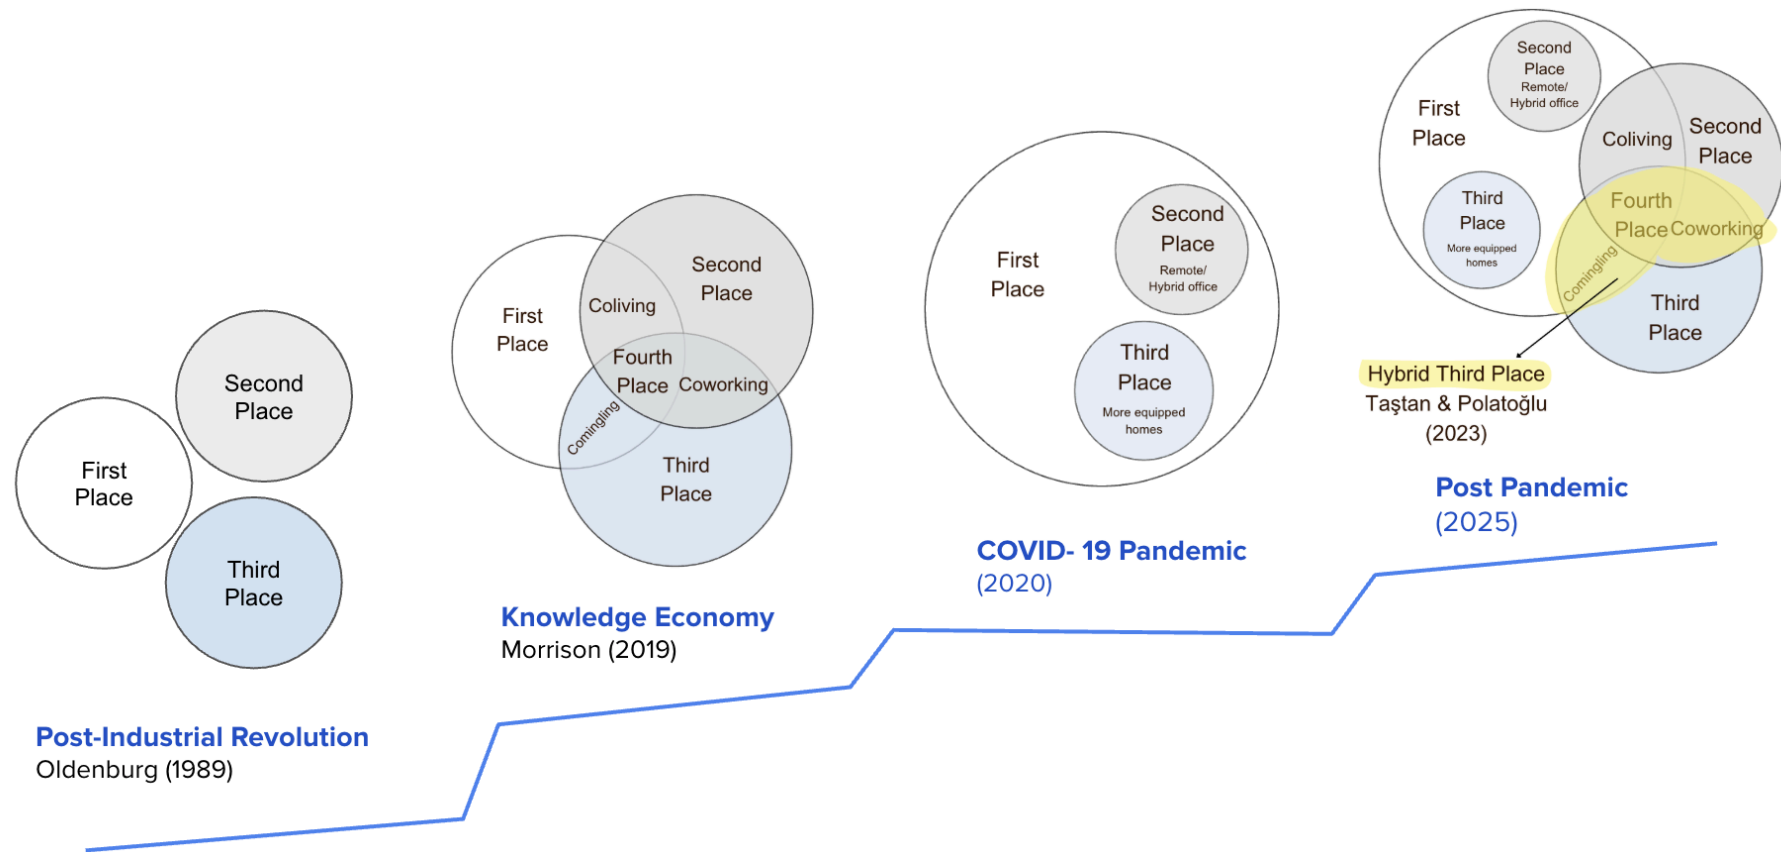 First
Place
Second
Place
Third
Place
Post-Industrial Revolution
Oldenburg (1989)
First
Place
Second
Place
Coliving
Fourth
Place
Coworking
Comingling
Third
Place
Knowledge Economy
Morrison (2019)
First
Place
Second
Place
Remote/
Hybrid office
Third
Place
More equipped
homes
COVID- 19 Pandemic
(2020)
First
Place
Second
Place
Remote/
Hybrid office
Third
Place
More equipped
homes
Coliving
Second
Place
Fourth
Place
Coworking
Comingling
Third
Place
Hybrid Third Place
Taştan & Polatoğlu
(2023)
Post Pandemic
(2025)